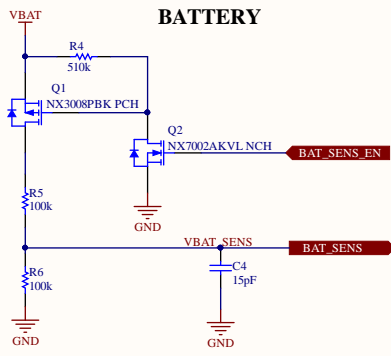 BATTERY
VBAT
R4
510k
Q1
NX3008PBK PCH
Q2
NX7002AKVL NCH
BAT_SENS_EN
R5
100k
GND
VBAT_SENS
BAT_SENS
R6
100k
C4
15pF
GND
GND